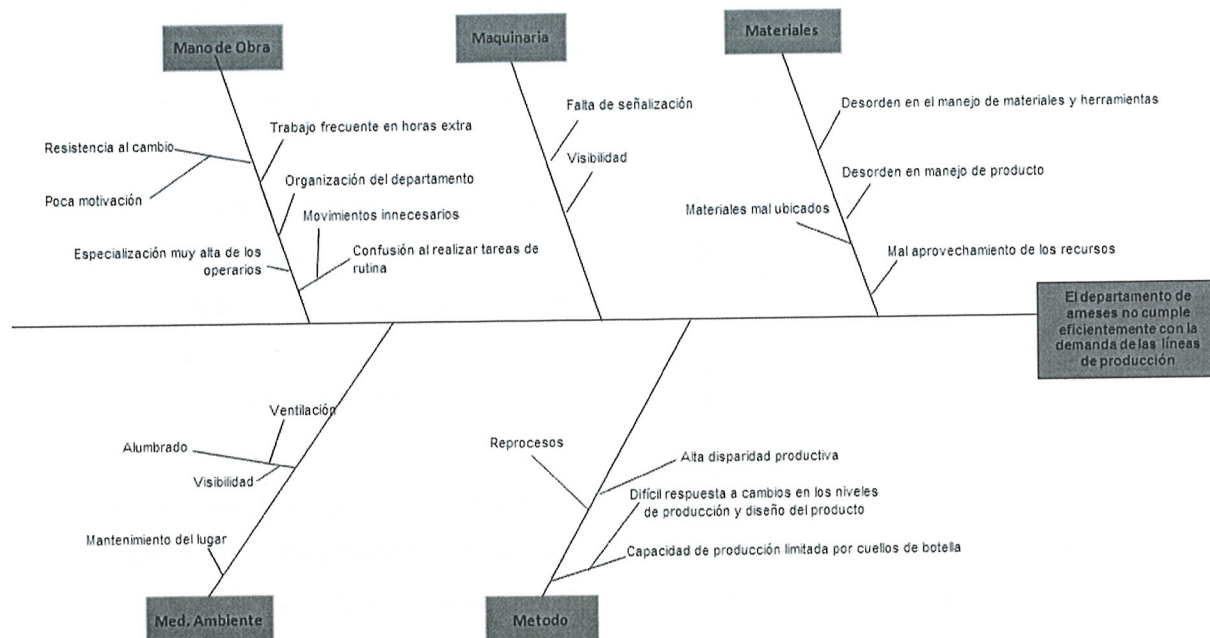 Mano de Obra
Maquinaria
Materiales
Resistencia al cambio
Poca motivación
Trabajo frecuente en horas extra
Organización del departamento
Movimientos innecesarios
Especialización muy alta de los
operarios
Confusión al realizar tareas de
rutina
Falta de señalización
Visibilidad
Desorden en el manejo de materiales y herramientas
Desorden en manejo de producto
Materiales mal ubicados
Mal aprovechamiento de los recursos
El departamento de
arneses no cumple
eficientemente con la
demanda de las líneas
de producción
Ventilación
Alumbrado
Visibilidad
Mantenimiento del lugar
Reprocesos
Alta disparidad productiva
Difícil respuesta a cambios en los niveles
de producción y diseño del producto
Capacidad de producción limitada por cuellos de botella
Med. Ambiente
Metodo